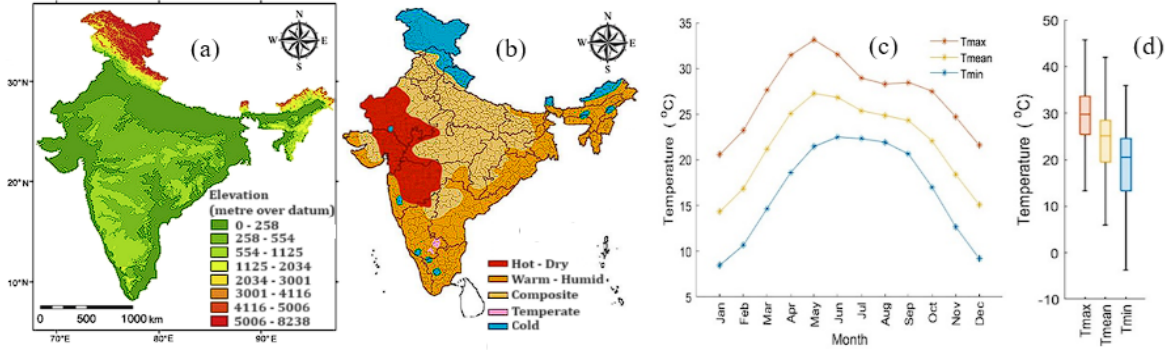 (a)
N
W E
S
30°N
20°N
10°N
Elevation
(metre over datum)
0 - 258
258 - 554
554 - 1125
1125 - 2034
2034 - 3001
3001 - 4116
4116 - 5006
5006 - 8238
0 500 1000 km
70°E 80°E 90°E
(b)
N
W E
S
Hot - Dry
Warm - Humid
Composite
Temperate
Cold
(c)
35
30
25
20
15
10
5
Temperature ( °C)
Tmax
Tmean
Tmin
Jan
Feb
Mar
Apr
May
Jun
Jul
Aug
Sep
Oct
Nov
Dec
Month
(d)
50
40
30
20
10
0
-10
Temperature ( °C)
Tmax
Tmean
Tmin